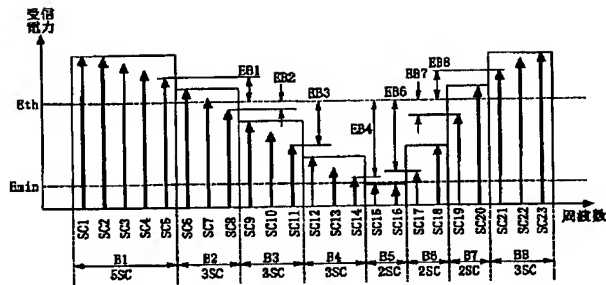 受信
電力
Eth
Emin
EB1
EB2
EB3
EB4
EB6
EB7
EB8
SC1
SC2
SC3
SC4
SC5
SC6
SC7
SC8
SC9
SC10
SC11
SC12
SC13
SC14
SC15
SC16
SC17
SC18
SC19
SC20
SC21
SC22
SC23
周波数
B1
B2
B3
B4
B5
B6
B7
B8
5SC
3SC
3SC
3SC
2SC
2SC
2SC
3SC